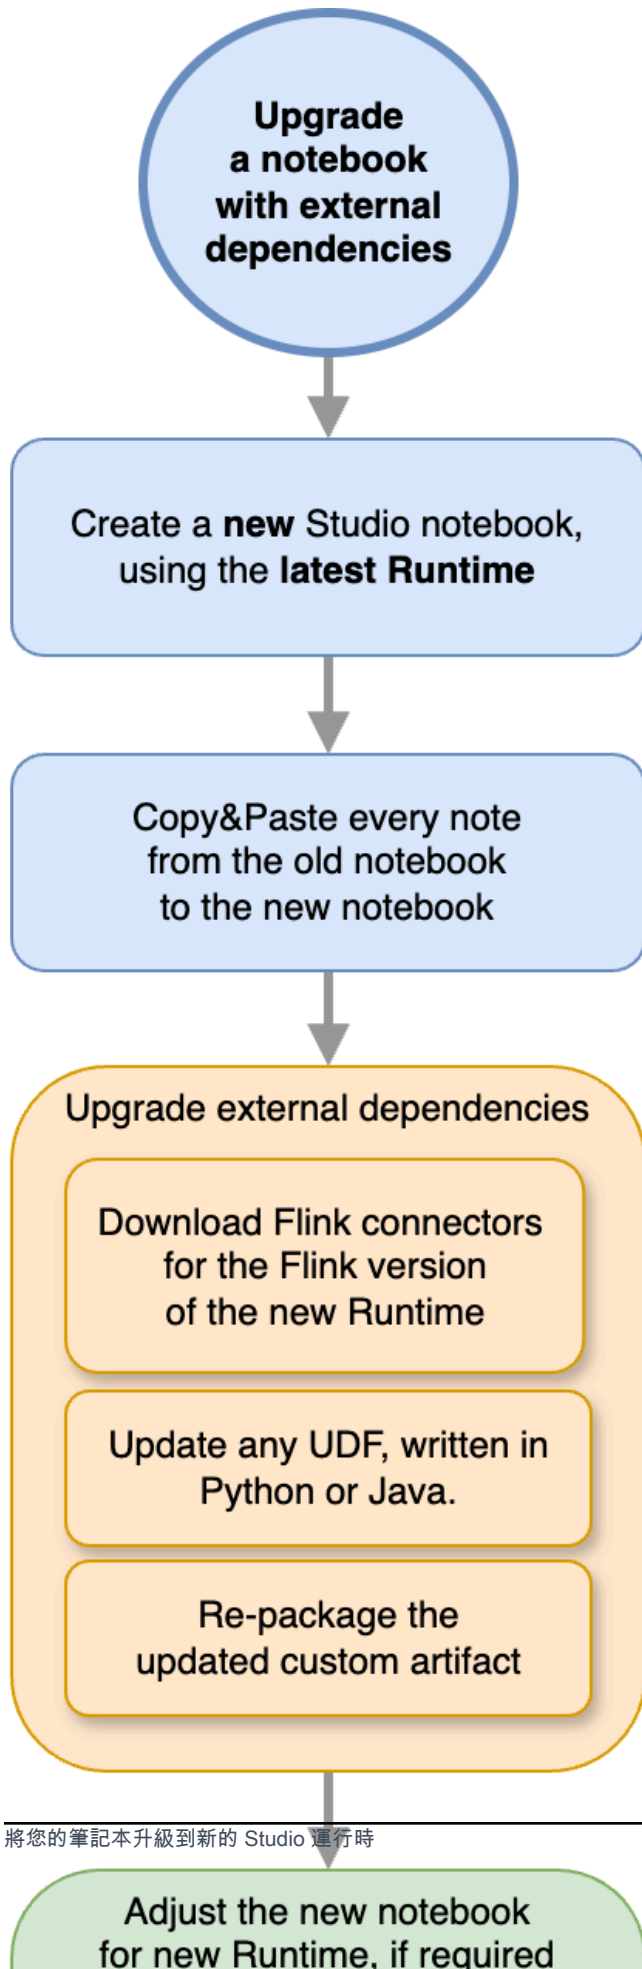 Upgrade
a notebook
with external
dependencies
Create a new Studio notebook,
using the latest Runtime
Copy&Paste every note
from the old notebook
to the new notebook
Upgrade external dependencies
Download Flink connectors
for the Flink version
of the new Runtime
Update any UDF, written in
Python or Java.
Re-package the
updated custom artifact
將您的筆記本升級到新的 Studio 運行時
Adjust the new notebook
for new Runtime, if required